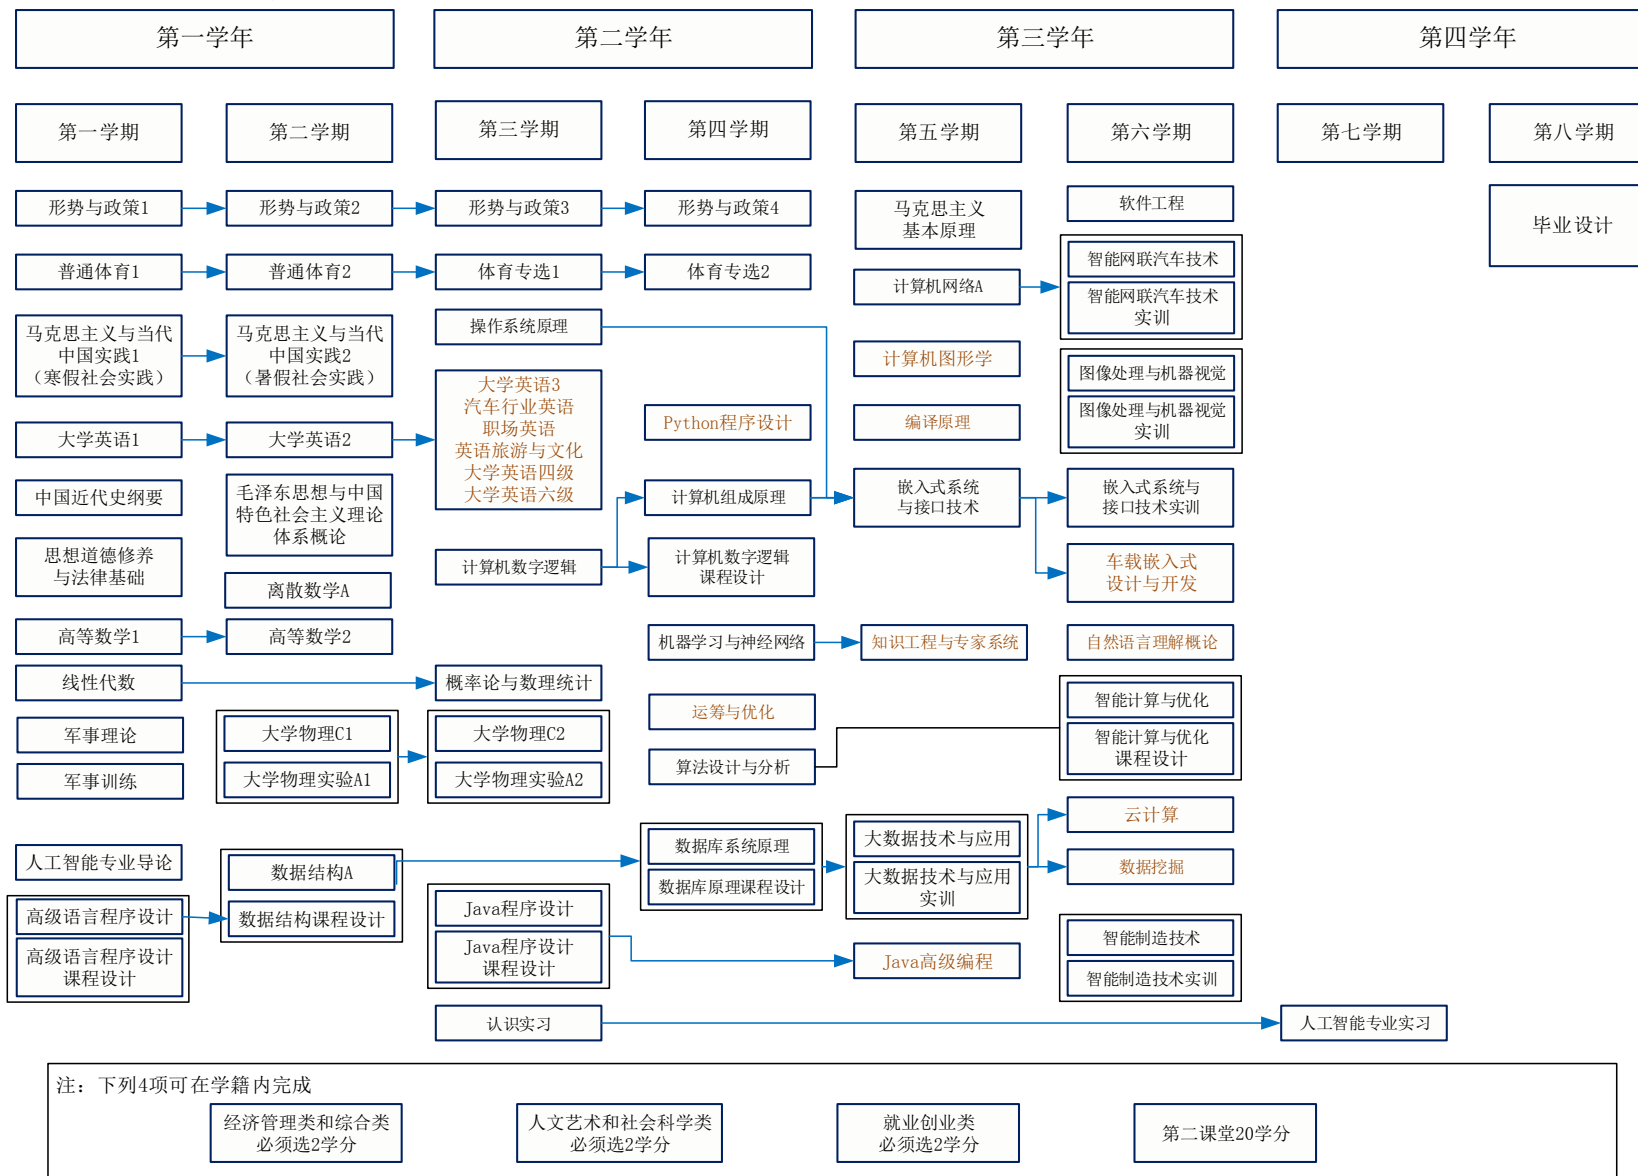 第一学年
第二学年
第三学年
第四学年
第一学期
第二学期
第三学期
第四学期
第五学期
第六学期
第七学期
第八学期
形势与政策1
形势与政策2
形势与政策3
形势与政策4
马克思主义
基本原理
软件工程
毕业设计
普通体育1
普通体育2
体育专选1
体育专选2
计算机网络A
智能网联汽车技术
智能网联汽车技术
实训
马克思主义与当代
中国实践1
（寒假社会实践）
马克思主义与当代
中国实践2
（暑假社会实践）
操作系统原理
计算机图形学
图像处理与机器视觉
图像处理与机器视觉
实训
大学英语1
大学英语2
大学英语3
汽车行业英语
职场英语
英语旅游与文化
大学英语四级
大学英语六级
Python程序设计
编译原理
中国近代史纲要
毛泽东思想与中国
特色社会主义理论
体系概论
计算机组成原理
嵌入式系统
与接口技术
嵌入式系统与
接口技术实训
思想道德修养
与法律基础
离散数学A
计算机数字逻辑
计算机数字逻辑
课程设计
车载嵌入式
设计与开发
高等数学1
高等数学2
机器学习与神经网络
知识工程与专家系统
自然语言理解概论
线性代数
概率论与数理统计
运筹与优化
智能计算与优化
智能计算与优化
课程设计
军事理论
大学物理C1
大学物理C2
算法设计与分析
军事训练
大学物理实验A1
大学物理实验A2
云计算
人工智能专业导论
数据结构A
数据库系统原理
大数据技术与应用
数据挖掘
数据库原理课程设计
大数据技术与应用
实训
高级语言程序设计
数据结构课程设计
Java程序设计
高级语言程序设计
课程设计
Java程序设计
课程设计
Java高级编程
智能制造技术
智能制造技术实训
认识实习
人工智能专业实习
注：下列4项可在学籍内完成
经济管理类和综合类
必须选2学分
人文艺术和社会科学类
必须选2学分
就业创业类
必须选2学分
第二课堂20学分